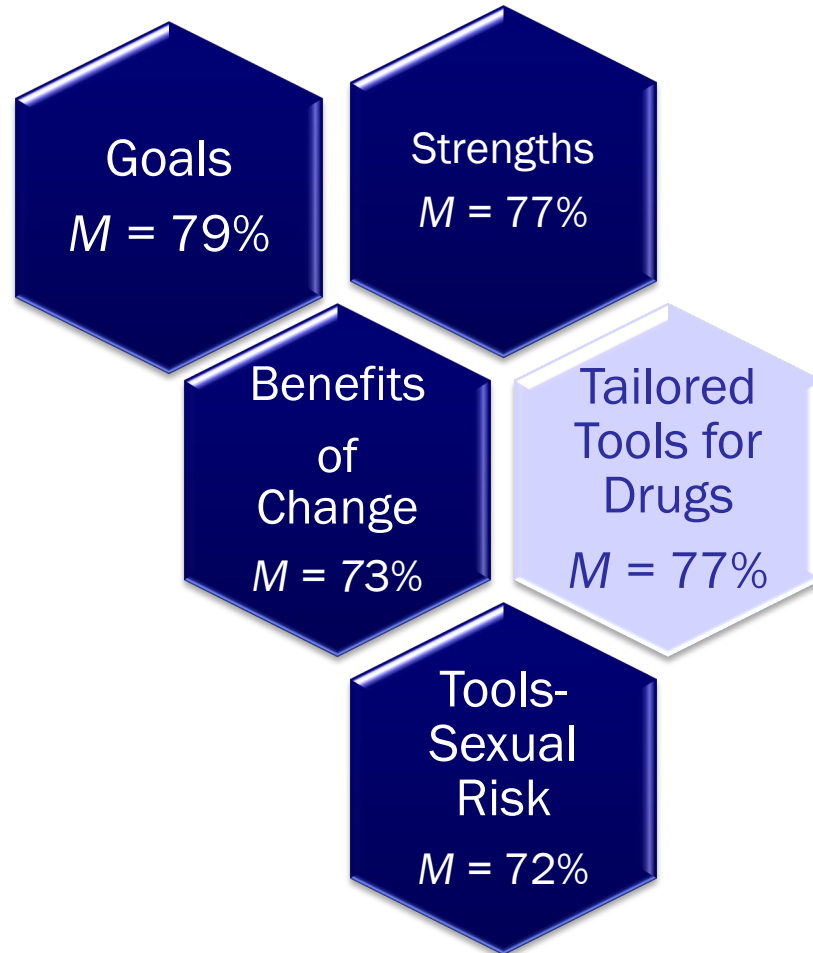 Goals
M = 79%
Strengths
M = 77%
Benefits
of
Change
M = 73%
Tailored
Tools for
Drugs
M = 77%
Tools-
Sexual
Risk
M = 72%